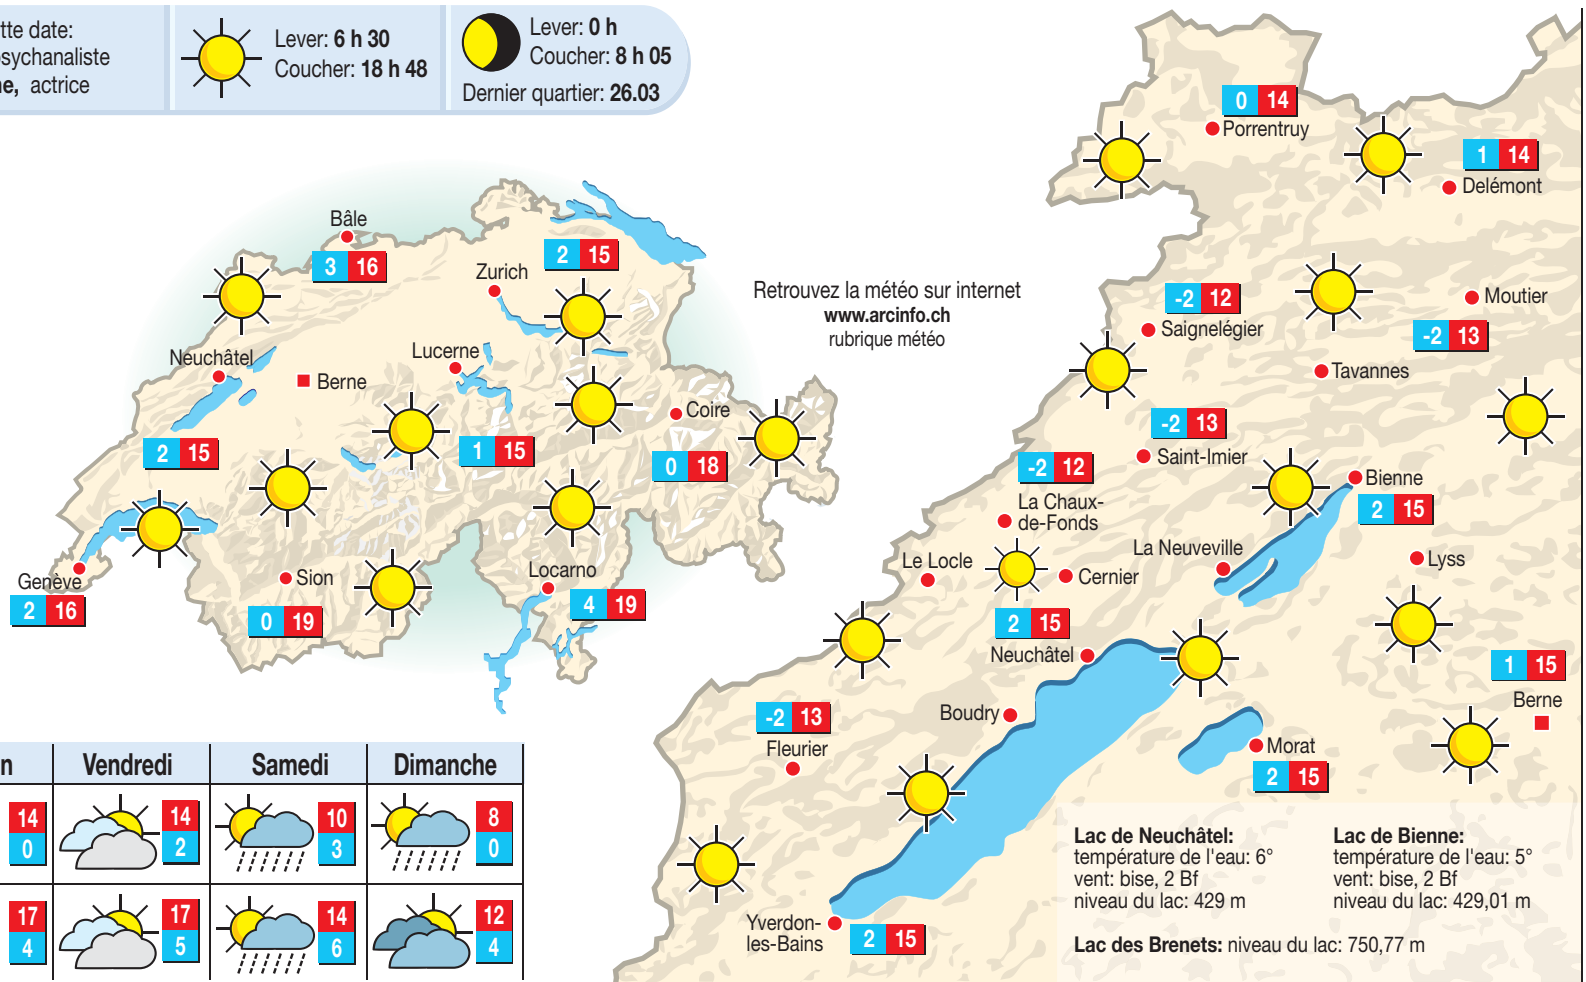 tte date:
sychanaliste
ne, actrice
Lever: 6 h 30
Coucher: 18 h 48
Lever: 0 h
Coucher: 8 h 05
Dernier quartier: 26.03
Bâle
3 16
Zurich
2 15
Neuchâtel
2 15
Berne
Lucerne
1 15
Coire
0 18
Genève
2 16
Sion
0 19
Locarno
4 19
Retrouvez la météo sur internet
www.arcinfo.ch
rubrique météo
n
Vendredi
Samedi
Dimanche
14
0
14
2
10
3
8
0
17
4
17
5
14
6
12
4
0 14
Porrentruy
1 14
Delémont
-2 12
Saignelégier
Moutier
-2 13
Tavannes
-2 13
Saint-Imier
-2 12
La Chaux-
de-Fonds
Bienne
2 15
La Neuveville
Le Locle
Cernier
Lyss
2 15
Neuchâtel
1 15
Berne
Boudry
-2 13
Fleurier
Morat
2 15
Yverdon-
les-Bains
2 15
Lac de Neuchâtel:
température de l'eau: 6°
vent: bise, 2 Bf
niveau du lac: 429 m
Lac de Bienne:
température de l'eau: 5°
vent: bise, 2 Bf
niveau du lac: 429,01 m
Lac des Brenets: niveau du lac: 750,77 m